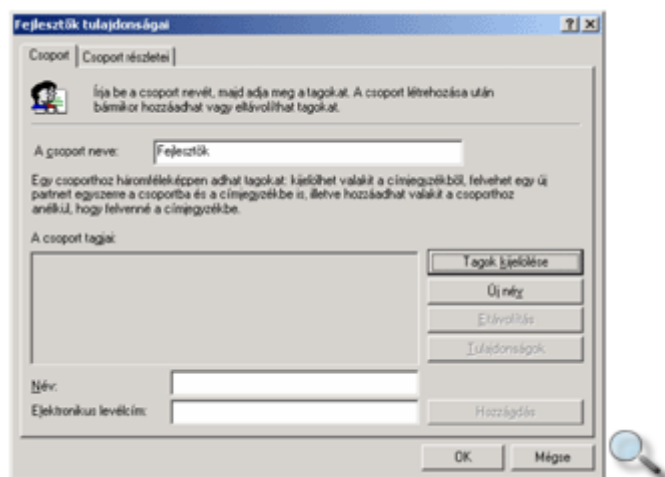 Fejlesztők tulajdonságai
Csoport
Csoport részletei
Írja be a csoport nevét, majd adja meg a tagokat. A csoport létrehozása után
bármikor hozzáadhat vagy eltávolíthat tagokat.
A csoport neve:
Fejlesztők
Egy csoporthoz háromféleképpen adhat tagokat: kijelölhet valakit a címjegyzékből, felvehet egy új
partnert egyszerre a csoportba és a címjegyzékbe is, illetve hozzáadhat valakit a csoporthoz
anélkül, hogy felvenné a címjegyzékbe.
A csoport tagjai:
Tagok kijelölése
Új név
Eltávolítás
Tulajdonságok
Név:
Elektronikus levélcím:
Hozzáadás
OK
Mégse